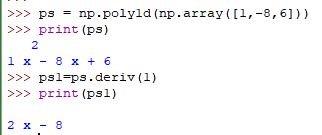 >>> ps = np.poly1d(np.array([1,-8,6]))
>>> print(ps)
   2
1 x - 8 x + 6
>>> ps1=ps.deriv(1)
>>> print(ps1)
2 x - 8